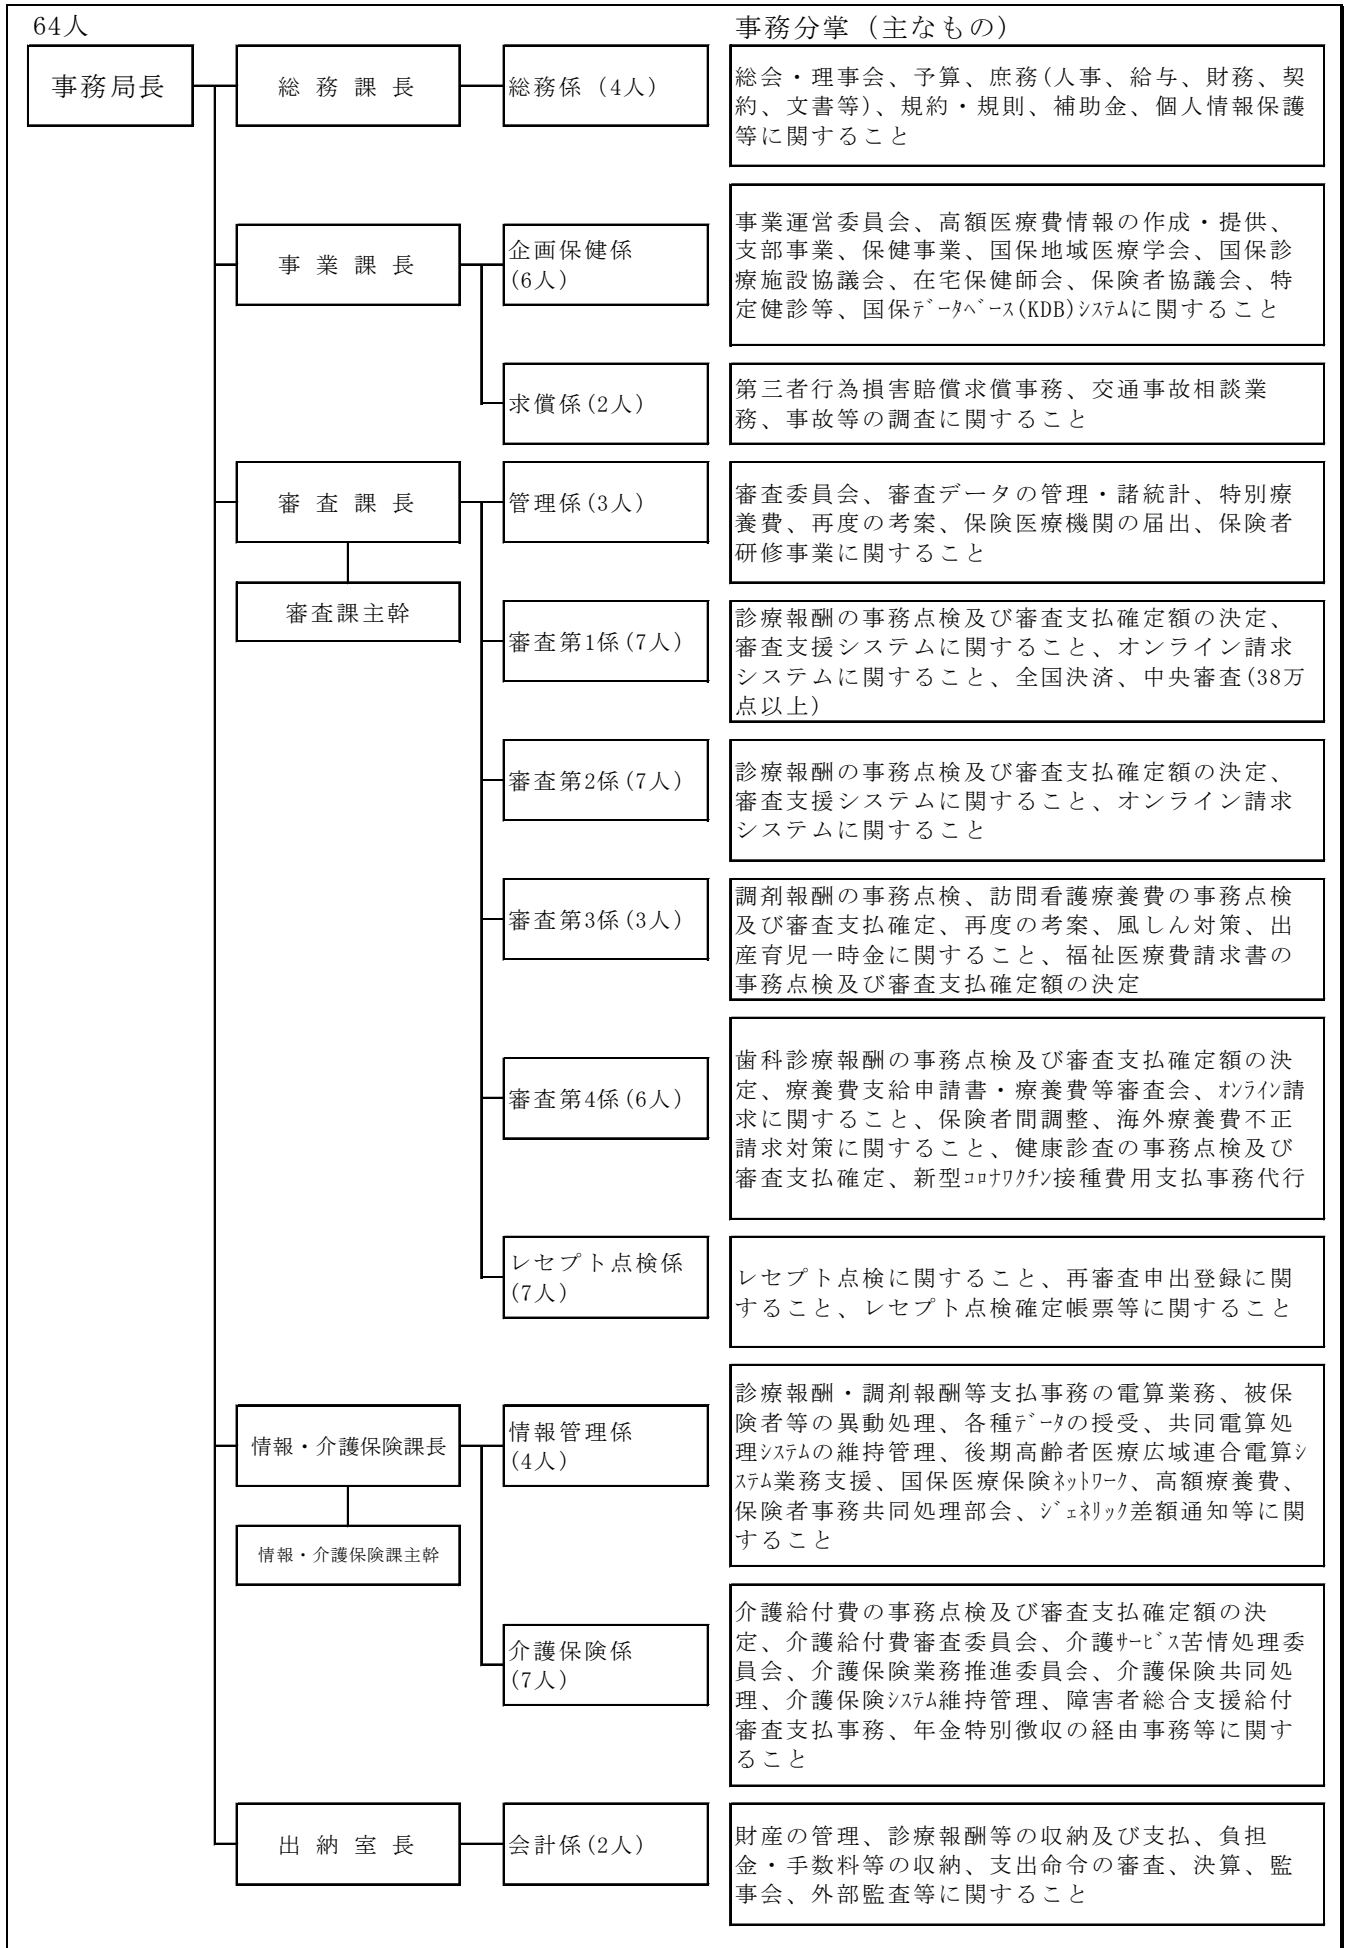 64人
事務分掌（主なもの）
事務局長
総務課長
総務係（4人）
総会・理事会、予算、庶務(人事、給与、財務、契
約、文書等)、規約・規則、補助金、個人情報保護
等に関すること
事業課長
企画保健係
(6人)
事業運営委員会、高額医療費情報の作成・提供、
支部事業、保健事業、国保地域医療学会、国保診
療施設協議会、在宅保健師会、保険者協議会、特
定健診等、国保ﾃﾞｰﾀﾍﾞｰｽ(KDB)ｼｽﾃﾑに関すること
求償係(2人)
第三者行為損害賠償求償事務、交通事故相談業
務、事故等の調査に関すること
審査課長
審査課主幹
管理係(3人)
審査委員会、審査データの管理・諸統計、特別療
養費、再度の考案、保険医療機関の届出、保険者
研修事業に関すること
審査第1係(7人)
診療報酬の事務点検及び審査支払確定額の決定、
審査支援システムに関すること、オンライン請求
システムに関すること、全国決済、中央審査(38万
点以上)
審査第2係(7人)
診療報酬の事務点検及び審査支払確定額の決定、
審査支援システムに関すること、オンライン請求
システムに関すること
審査第3係(3人)
調剤報酬の事務点検、訪問看護療養費の事務点検
及び審査支払確定、再度の考案、風しん対策、出
産育児一時金に関すること、福祉医療費請求書の
事務点検及び審査支払確定額の決定
審査第4係(6人)
歯科診療報酬の事務点検及び審査支払確定額の決
定、療養費支給申請書・療養費等審査会、ｵﾝﾗｲﾝ請
求に関すること、保険者間調整、海外療養費不正
請求対策に関すること、健康診査の事務点検及び
審査支払確定、新型ｺﾛﾅﾜｸﾁﾝ接種費用支払事務代行
レセプト点検係
(7人)
レセプト点検に関すること、再審査申出登録に関
すること、レセプト点検確定帳票等に関すること
情報・介護保険課長
情報・介護保険課主幹
情報管理係
(4人)
診療報酬・調剤報酬等支払事務の電算業務、被保
険者等の異動処理、各種ﾃﾞｰﾀの授受、共同電算処
理ｼｽﾃﾑの維持管理、後期高齢者医療広域連合電算ｼ
ｽﾃﾑ業務支援、国保医療保険ﾈｯﾄﾜｰｸ、高額療養費、
保険者事務共同処理部会、ｼﾞｪﾈﾘｯｸ差額通知等に関
すること
介護保険係
(7人)
介護給付費の事務点検及び審査支払確定額の決
定、介護給付費審査委員会、介護ｻｰﾋﾞｽ苦情処理委
員会、介護保険業務推進委員会、介護保険共同処
理、介護保険ｼｽﾃﾑ維持管理、障害者総合支援給付
審査支払事務、年金特別徴収の経由事務等に関す
ること
出納室長
会計係(2人)
財産の管理、診療報酬等の収納及び支払、負担
金・手数料等の収納、支出命令の審査、決算、監
事会、外部監査等に関すること